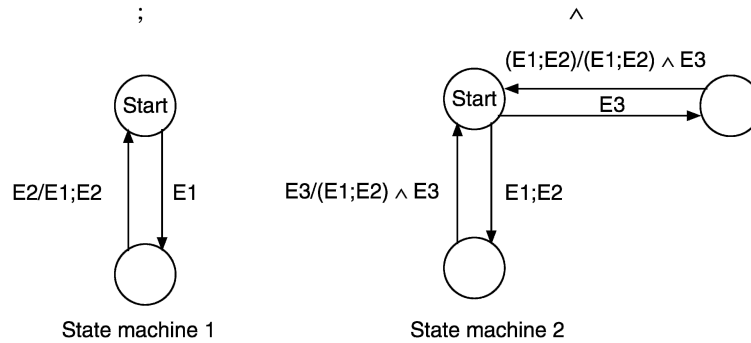 ; ∧
(E1;E2)/(E1;E2) ∧ E3
Start Start
E3
E2/E1;E2 E1 E3/(E1;E2) ∧ E3 E1;E2
State machine 1 State machine 2